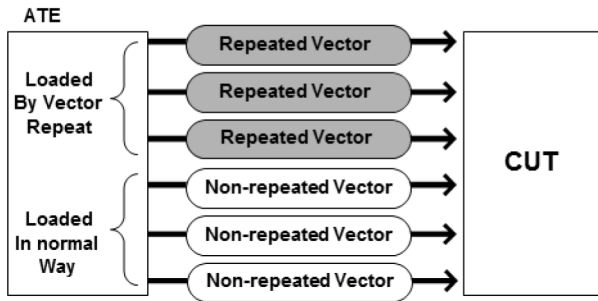 ATE
Loaded
By Vector
Repeat
Repeated Vector
Repeated Vector
Repeated Vector
Loaded
In normal
Way
Non-repeated Vector
Non-repeated Vector
Non-repeated Vector
CUT